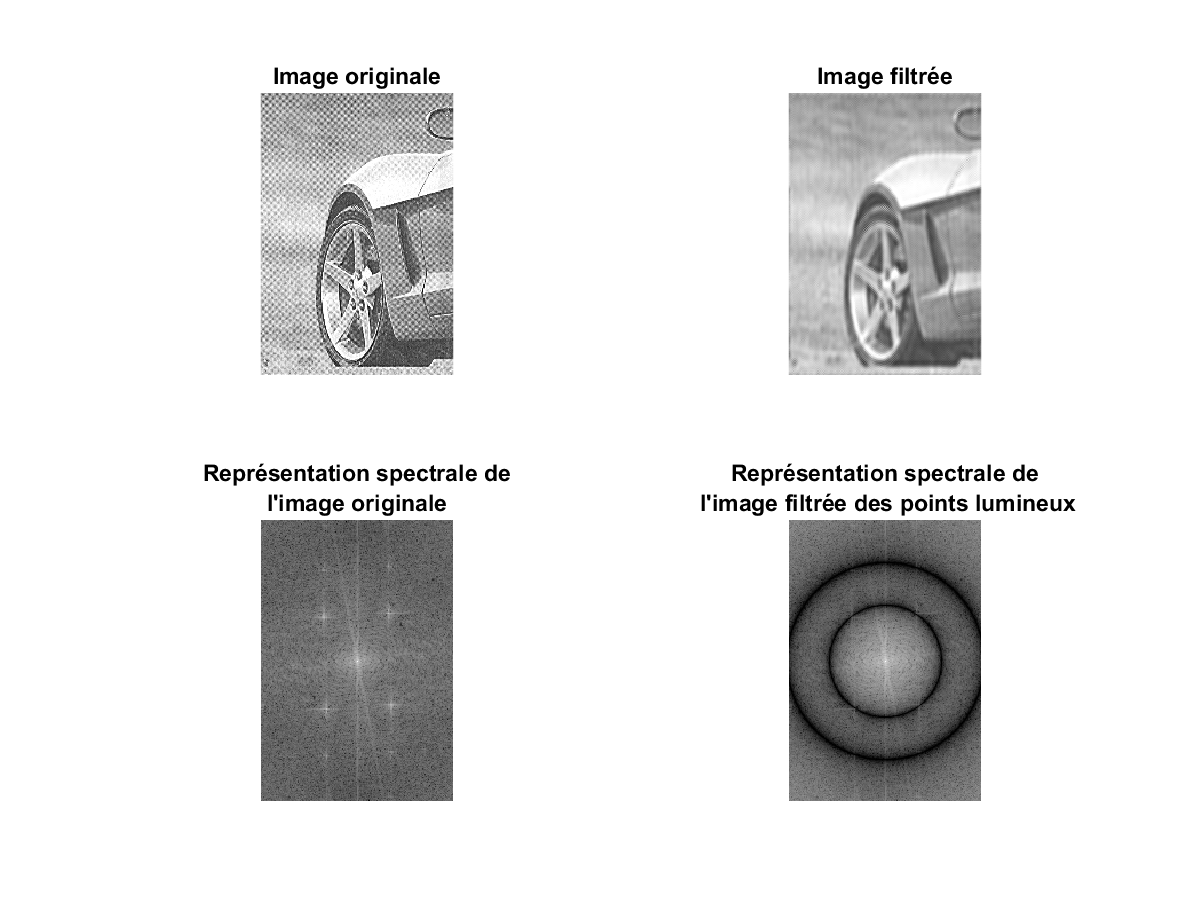 Image originale
Image filtrée
Représentation spectrale de
l'image originale
Représentation spectrale de
l'image filtrée des points lumineux